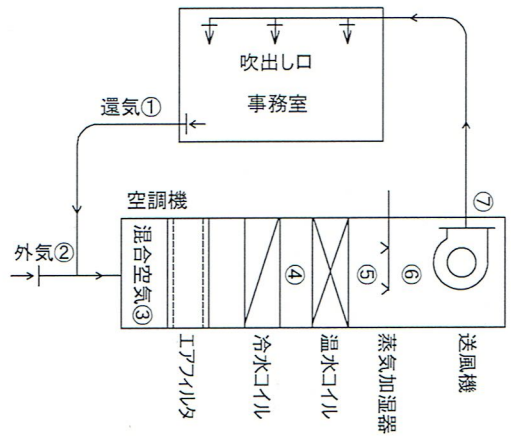 吹出し口
事務室
還気①
空調機
⑦
外気②
混合空気③
④
⑤
⑥
エアフィルタ
冷水コイル
温水コイル
蒸気加湿器
送風機